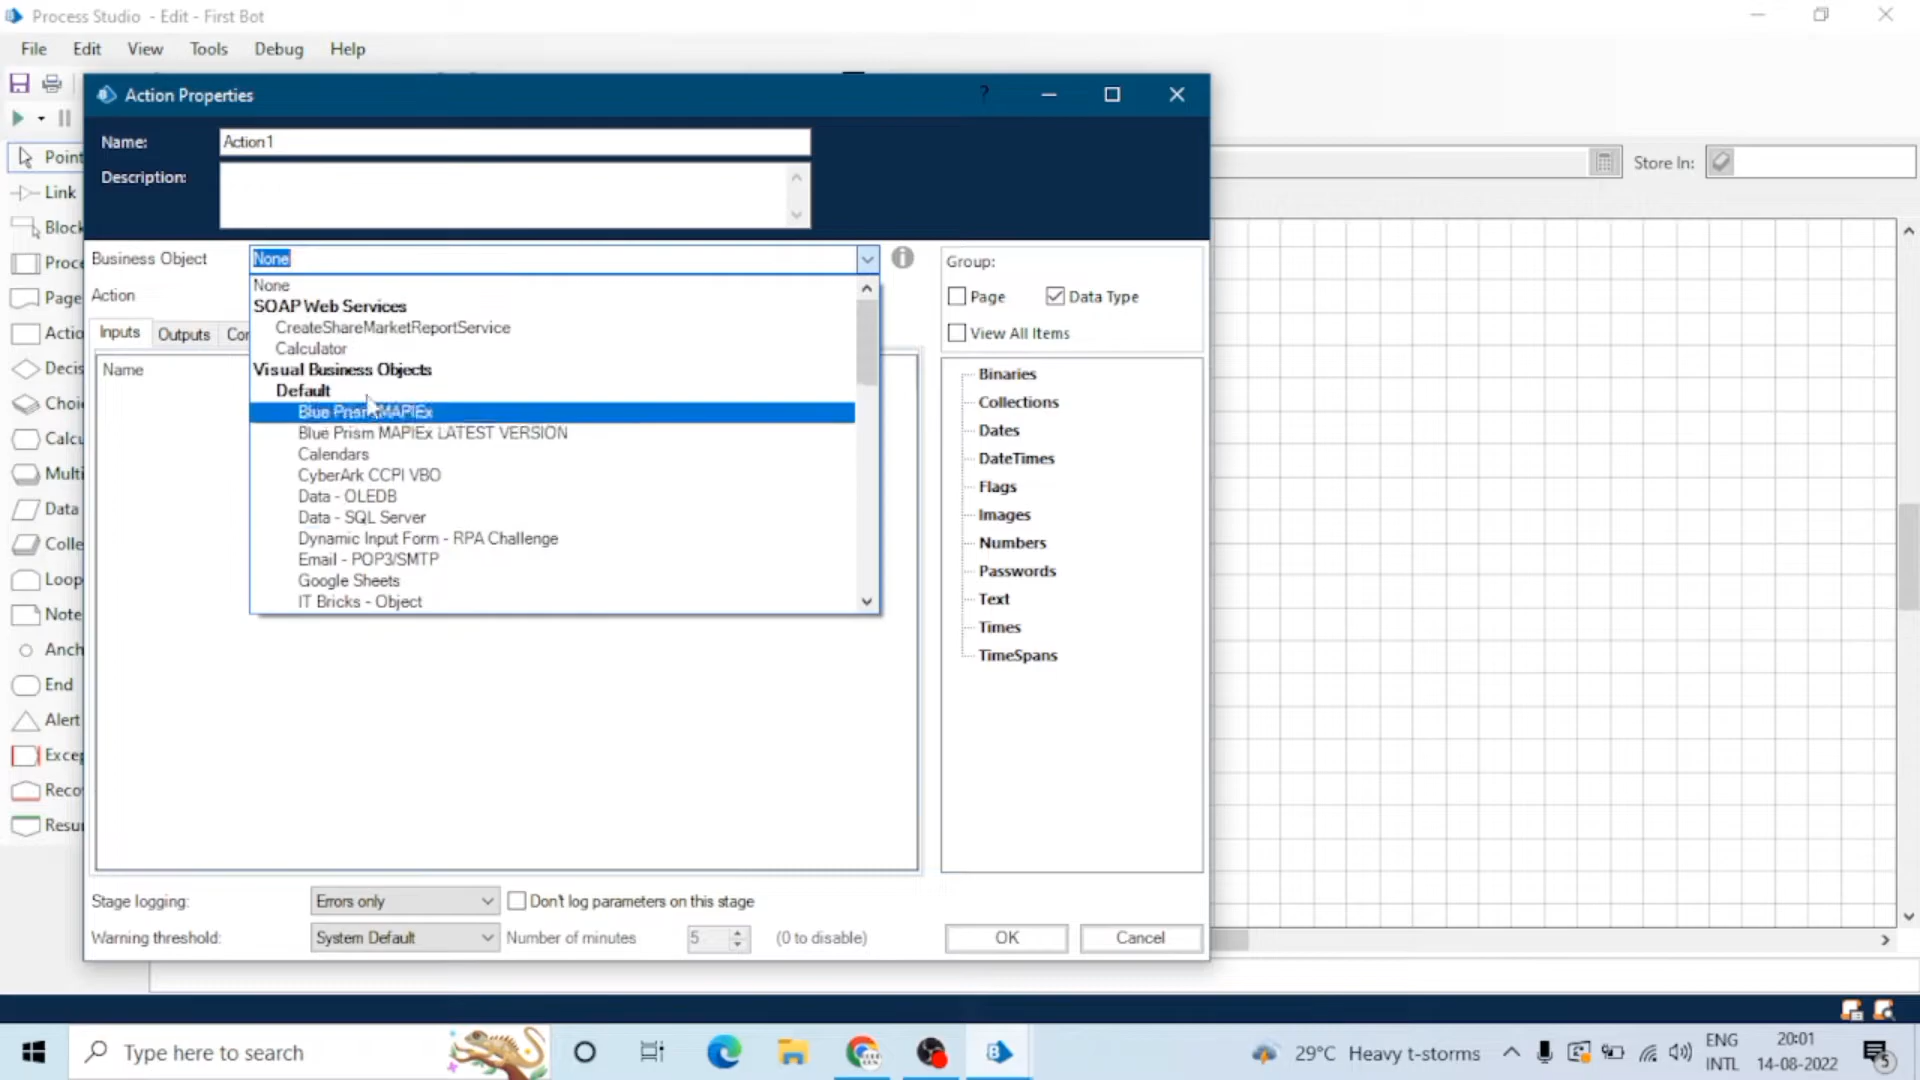 Process Studio - Edit - First Bot
File Edit View Tools Debug Help
Action Properties
?
Name: Action1
Description:
Store In:
Point
Link
Block
Proce
Page
Actio
Decis
Choi
Calcu
Multi
Data
Colle
Loop
Note
Anch
End
Alert
Excep
Reco
Resu
Business Object None
Action
Inputs Outputs Con
Name
None
SOAP Web Services
CreateShareMarketReportService
Calculator
Visual Business Objects
Default
Blue Prism MAPIEx
Blue Prism MAPIEx LATEST VERSION
Calendars
CyberArk CCPI VBO
Data - OLEDB
Data - SQL Server
Dynamic Input Form - RPA Challenge
Email - POP3/SMTP
Google Sheets
IT Bricks - Object
Group:
Page Data Type
View All Items
Binaries
Collections
Dates
DateTimes
Flags
Images
Numbers
Passwords
Text
Times
TimeSpans
Stage logging: Errors only Don't log parameters on this stage
Warning threshold: System Default Number of minutes 5 (0 to disable)
OK Cancel
Type here to search
29°C Heavy t-storms
ENG
INTL
20:01
14-08-2022
5